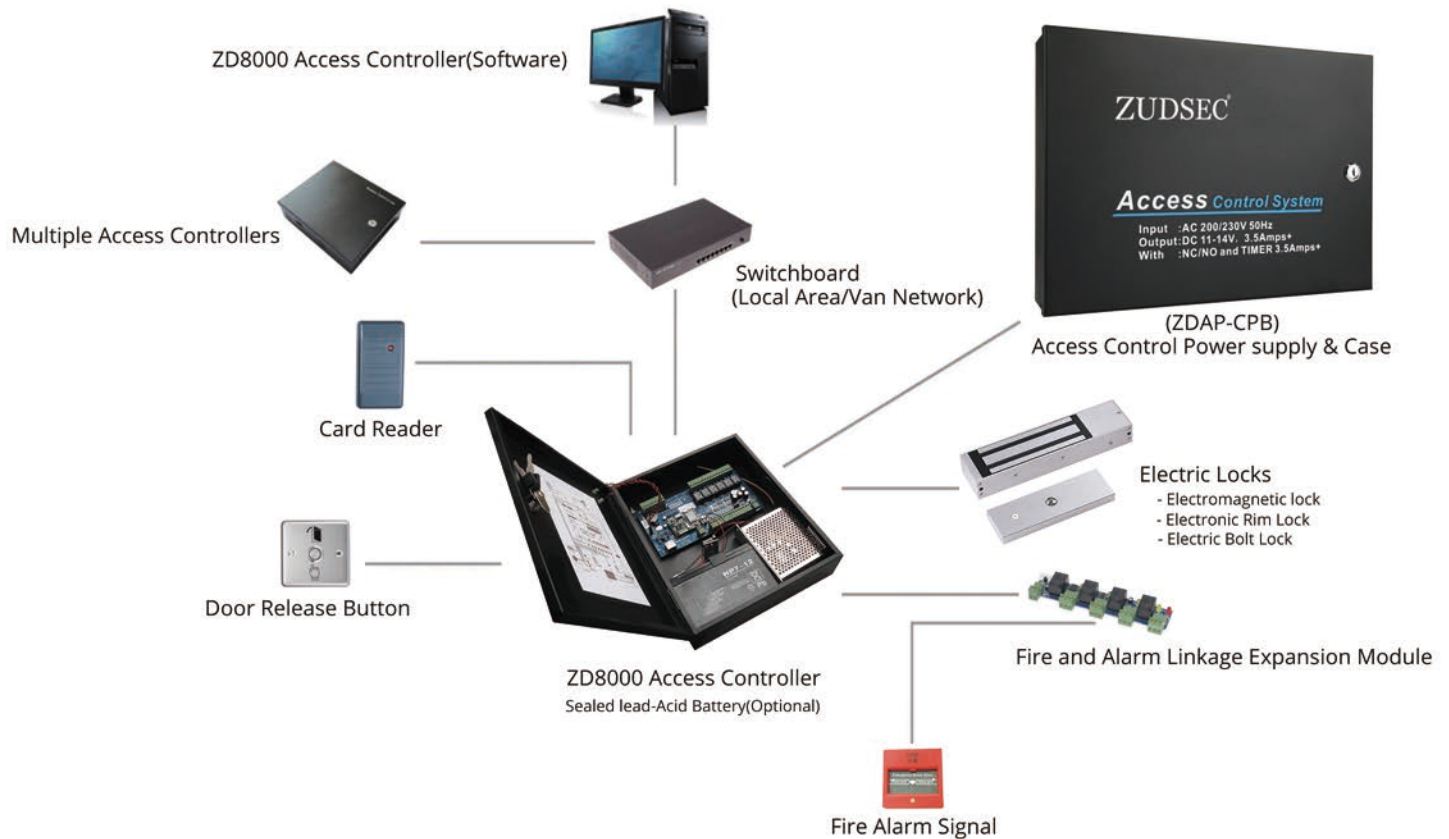 ZD8000 Access Controller(Software)
ZUDSEC®
Access Control System
Input :AC 200/230V 50Hz
Output:DC 11-14V. 3.5Amps+
With :NC/NO and TIMER 3.5Amps+
Multiple Access Controllers
Switchboard
(Local Area/Van Network)
(ZDAP-CPB)
Access Control Power supply & Case
Card Reader
Electric Locks
- Electromagnetic lock
- Electronic Rim Lock
- Electric Bolt Lock
NP7-12
Door Release Button
Fire and Alarm Linkage Expansion Module
ZD8000 Access Controller
Sealed lead-Acid Battery(Optional)
Fire Alarm Signal